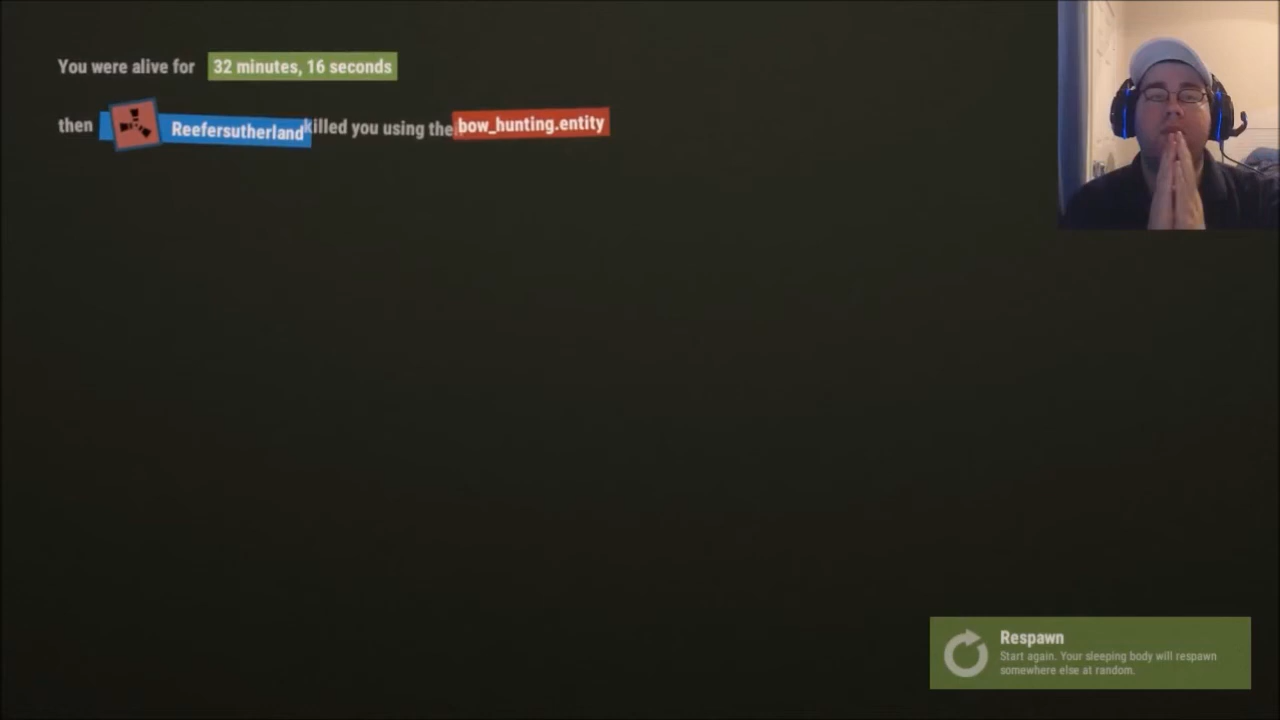 You were alive for 32 minutes, 16 seconds
then Reefersutherland killed you using the bow_hunting.entity
Respawn
Start again. Your sleeping body will respawn
somewhere else at random.